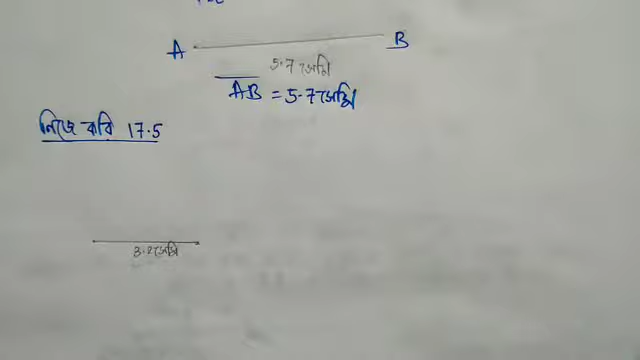 A B
5.7 সেমি
AB = 5.7 সেমি
নিজে করি 17.5